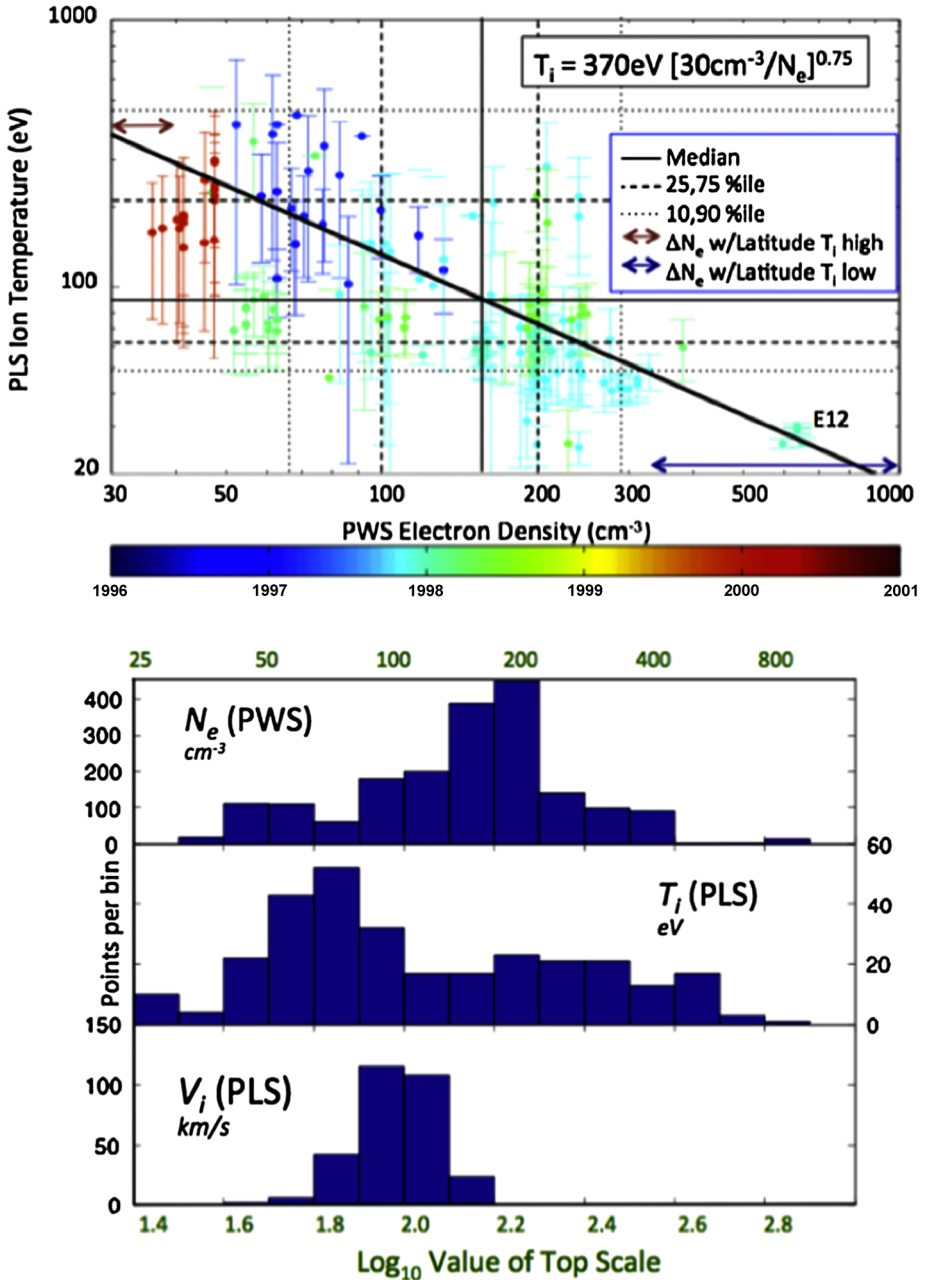 1000
T_i = 370eV [30cm^-3/N_e]^0.75
Median
25,75 %ile
10,90 %ile
ΔN_e w/Latitude T_i high
ΔN_e w/Latitude T_i low
PLS Ion Temperature (eV)
100
20
E12
30 50 100 200 300 500 1000
PWS Electron Density (cm^-3)
1996 1997 1998 1999 2000 2001
25 50 100 200 400 800
400
300
200
100
0
N_e (PWS)
cm^-3
60
40
20
0
T_i (PLS)
eV
Points per bin
150
100
50
0
V_i (PLS)
km/s
1.4 1.6 1.8 2.0 2.2 2.4 2.6 2.8
Log_10 Value of Top Scale